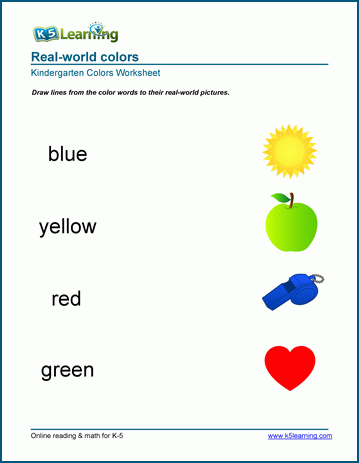 K5 Learning
Real-world colors
Kindergarten Colors Worksheet
Draw lines from the color words to their real-world pictures.
blue
yellow
red
green
Online reading & math for K-5
www.k5learning.com